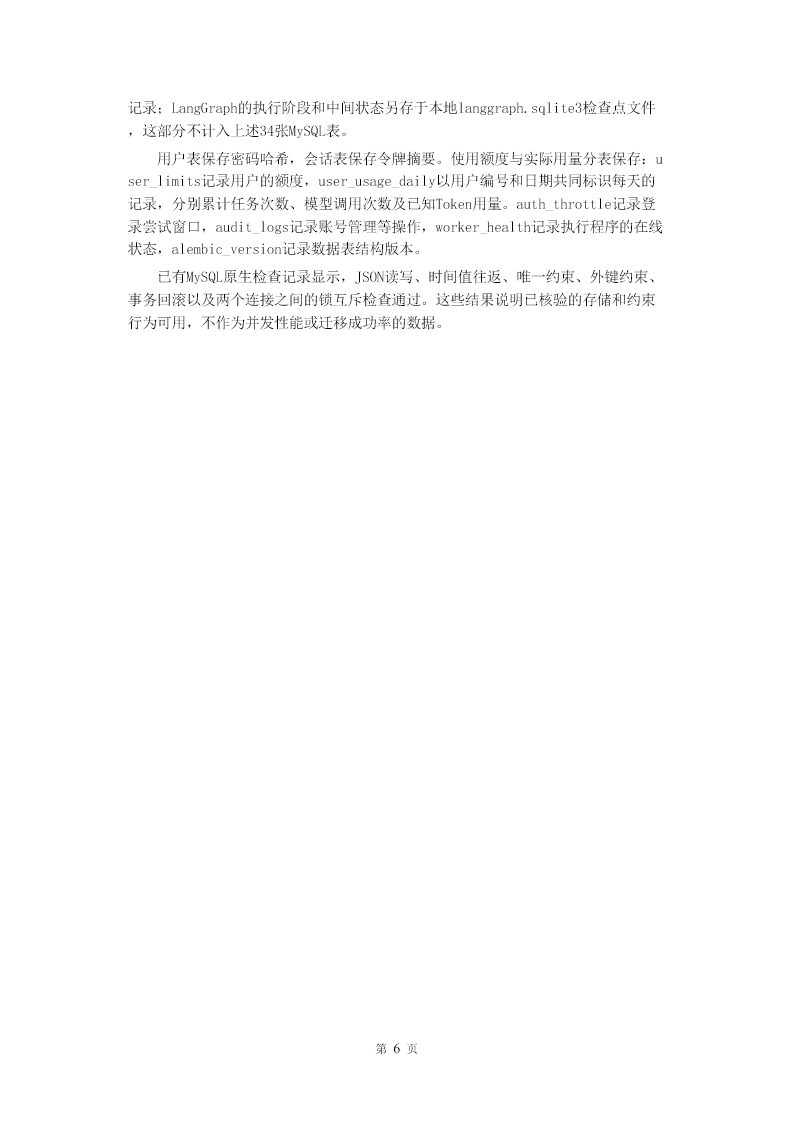 记录；LangGraph的执行阶段和中间状态另存于本地langgraph.sqlite3检查点文件
，这部分不计入上述34张MySQL表。
用户表保存密码哈希，会话表保存令牌摘要。使用额度与实际用量分表保存：u
ser_limits记录用户的额度，user_usage_daily以用户编号和日期共同标识每天的
记录，分别累计任务次数、模型调用次数及已知Token用量。auth_throttle记录登
录尝试窗口，audit_logs记录账号管理等操作，worker_health记录执行程序的在线
状态，alembic_version记录数据表结构版本。
已有MySQL原生检查记录显示，JSON读写、时间值往返、唯一约束、外键约束、
事务回滚以及两个连接之间的锁互斥检查通过。这些结果说明已核验的存储和约束
行为可用，不作为并发性能或迁移成功率的数据。
第 6 页